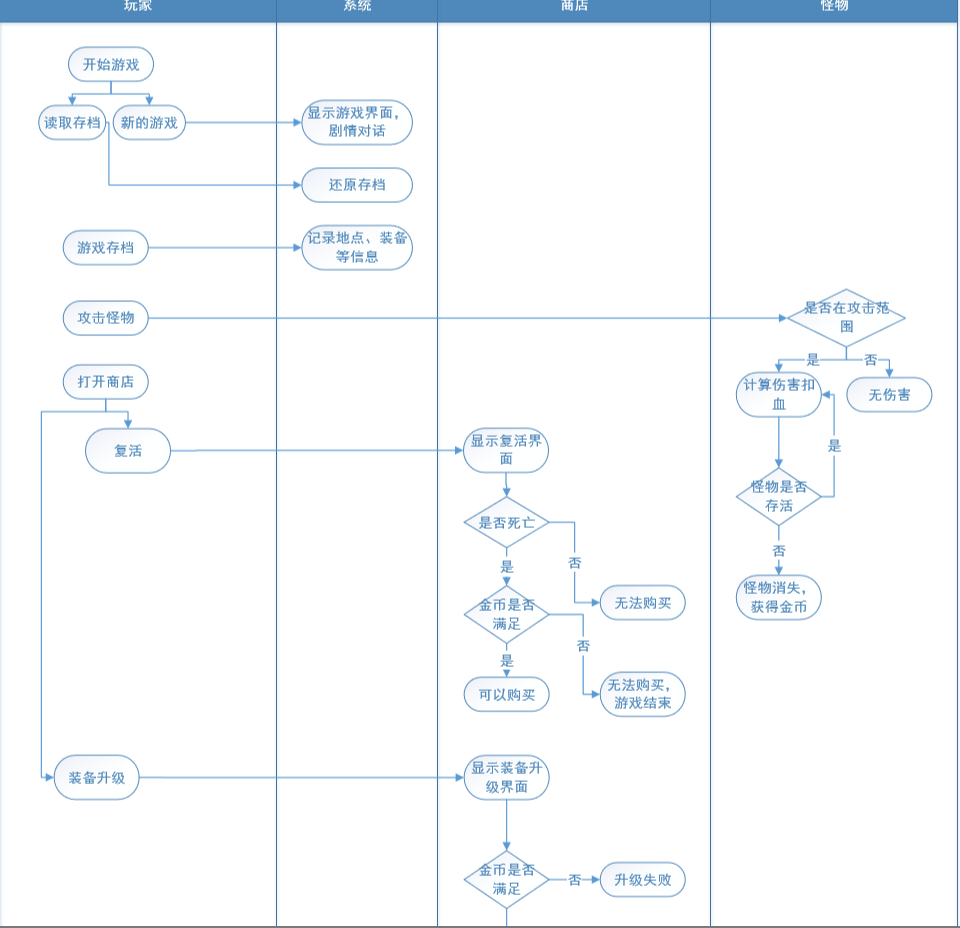 玩家
系统
商店
怪物
开始游戏
读取存档
新的游戏
显示游戏界面，
剧情对话
还原存档
游戏存档
记录地点、装备
等信息
攻击怪物
是否在攻击范
围
是
否
打开商店
计算伤害扣
血
无伤害
复活
显示复活界
面
是
怪物是否
存活
是否死亡
否
否
是
怪物消失，
获得金币
金币是否
满足
无法购买
否
是
可以购买
无法购买，
游戏结束
装备升级
显示装备升
级界面
金币是否
满足
否
升级失败